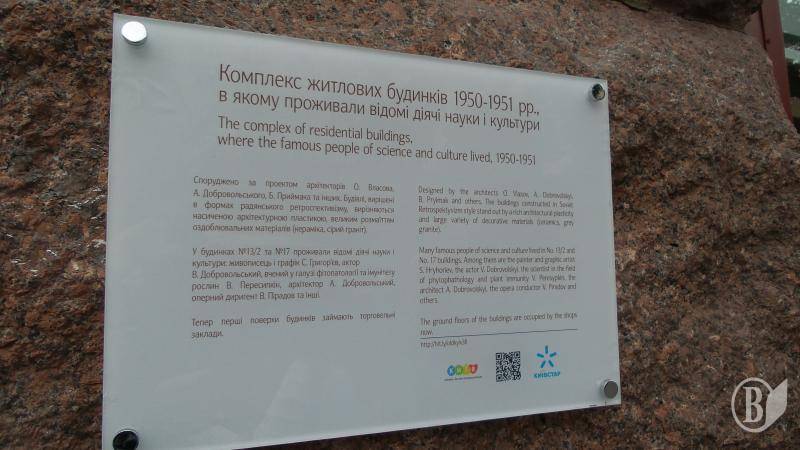 Комплекс житлових будинків 1950-1951 рр.,
в якому проживали відомі діячі науки і культури
The complex of residential buildings,
where the famous people of science and culture lived, 1950-1951
Споруджено за проектом архітекторів О. Власова,
А. Добровольського, Б. Приймака та інших. Будівлі, вирішені
в формах радянського ретроспективізму, вирізняються
насиченою архітектурною пластикою, великим розмаїттям
оздоблювальних матеріалів (кераміка, сірий граніт).
У будинках №13/2 та №17 проживали відомі діячі науки і
культури: живописець і графік С. Григор'єв, актор
В. Добровольський, вчений у галузі фітопатології та імунітету
рослин В. Пересипкін, архітектор А. Добровольський,
оперний диригент В. Пірадов та інші.
Тепер перші поверхи будинків займають торговельні
заклади.
Designed by the architects O. Vlasov, A. Dobrovolskyi,
B. Pryimak and others. The buildings constructed in Soviet
Retrospektyvizm style stand out by a rich architectural plasticity
and large variety of decorative materials (ceramics, grey
granite).
Many famous people of science and culture lived in No. 13/2 and
No. 17 buildings. Among them are the painter and graphic artist
S. Hryhoriev, the actor V. Dobrovolskyi, the scientist in the field
of phytophathology and plant immunity V. Peresypkin, the
architect A. Dobrovolskyi, the opera conductor V. Piradov and
others.
The ground floors of the buildings are occupied by the shops
now.
КИЇВСТАР
В